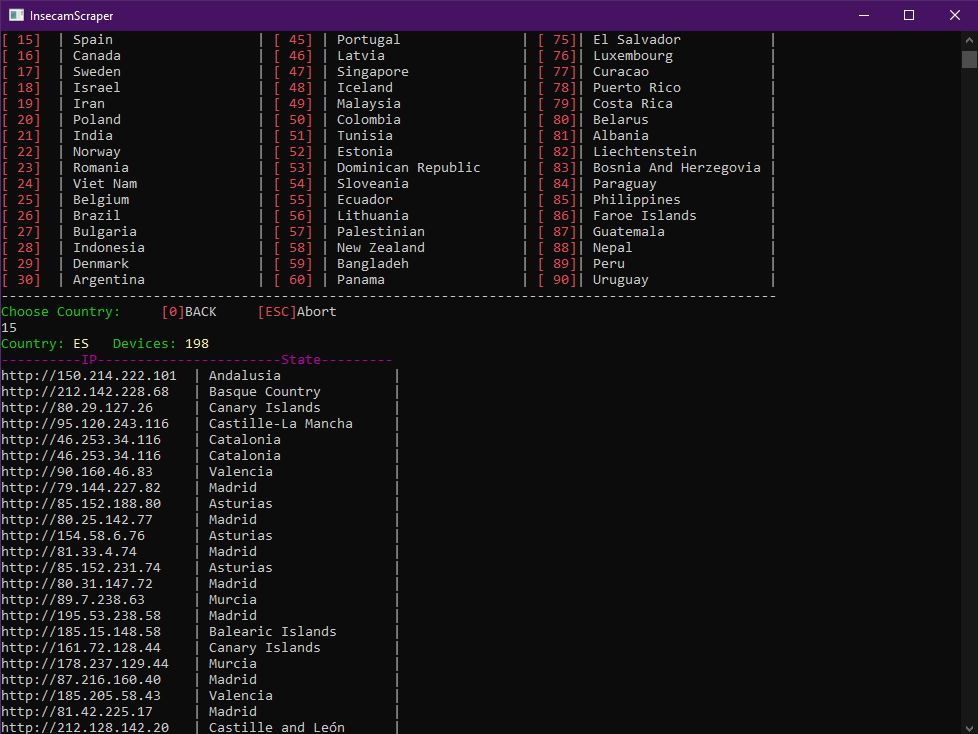 InsecamScraper
[ 15] | Spain | [ 45] | Portugal | [ 75]| El Salvador |
[ 16] | Canada | [ 46] | Latvia | [ 76]| Luxembourg |
[ 17] | Sweden | [ 47] | Singapore | [ 77]| Curacao |
[ 18] | Israel | [ 48] | Iceland | [ 78]| Puerto Rico |
[ 19] | Iran | [ 49] | Malaysia | [ 79]| Costa Rica |
[ 20] | Poland | [ 50] | Colombia | [ 80]| Belarus |
[ 21] | India | [ 51] | Tunisia | [ 81]| Albania |
[ 22] | Norway | [ 52] | Estonia | [ 82]| Liechtenstein |
[ 23] | Romania | [ 53] | Dominican Republic | [ 83]| Bosnia And Herzegovia |
[ 24] | Viet Nam | [ 54] | Sloveania | [ 84]| Paraguay |
[ 25] | Belgium | [ 55] | Ecuador | [ 85]| Philippines |
[ 26] | Brazil | [ 56] | Lithuania | [ 86]| Faroe Islands |
[ 27] | Bulgaria | [ 57] | Palestinian | [ 87]| Guatemala |
[ 28] | Indonesia | [ 58] | New Zealand | [ 88]| Nepal |
[ 29] | Denmark | [ 59] | Bangladeh | [ 89]| Peru |
[ 30] | Argentina | [ 60] | Panama | [ 90]| Uruguay |
Choose Country: [0]BACK [ESC]Abort
15
Country: ES Devices: 198
----------IP-----------------------State---------
http://150.214.222.101 | Andalusia |
http://212.142.228.68 | Basque Country |
http://80.29.127.26 | Canary Islands |
http://95.120.243.116 | Castille-La Mancha |
http://46.253.34.116 | Catalonia |
http://46.253.34.116 | Catalonia |
http://90.160.46.83 | Valencia |
http://79.144.227.82 | Madrid |
http://85.152.188.80 | Asturias |
http://80.25.142.77 | Madrid |
http://154.58.6.76 | Asturias |
http://81.33.4.74 | Madrid |
http://85.152.231.74 | Asturias |
http://80.31.147.72 | Madrid |
http://89.7.238.63 | Murcia |
http://195.53.238.58 | Madrid |
http://185.15.148.58 | Balearic Islands |
http://161.72.128.44 | Canary Islands |
http://178.237.129.44 | Murcia |
http://87.216.160.40 | Madrid |
http://185.205.58.43 | Valencia |
http://81.42.225.17 | Madrid |
http://212.128.142.20 | Castille and León |